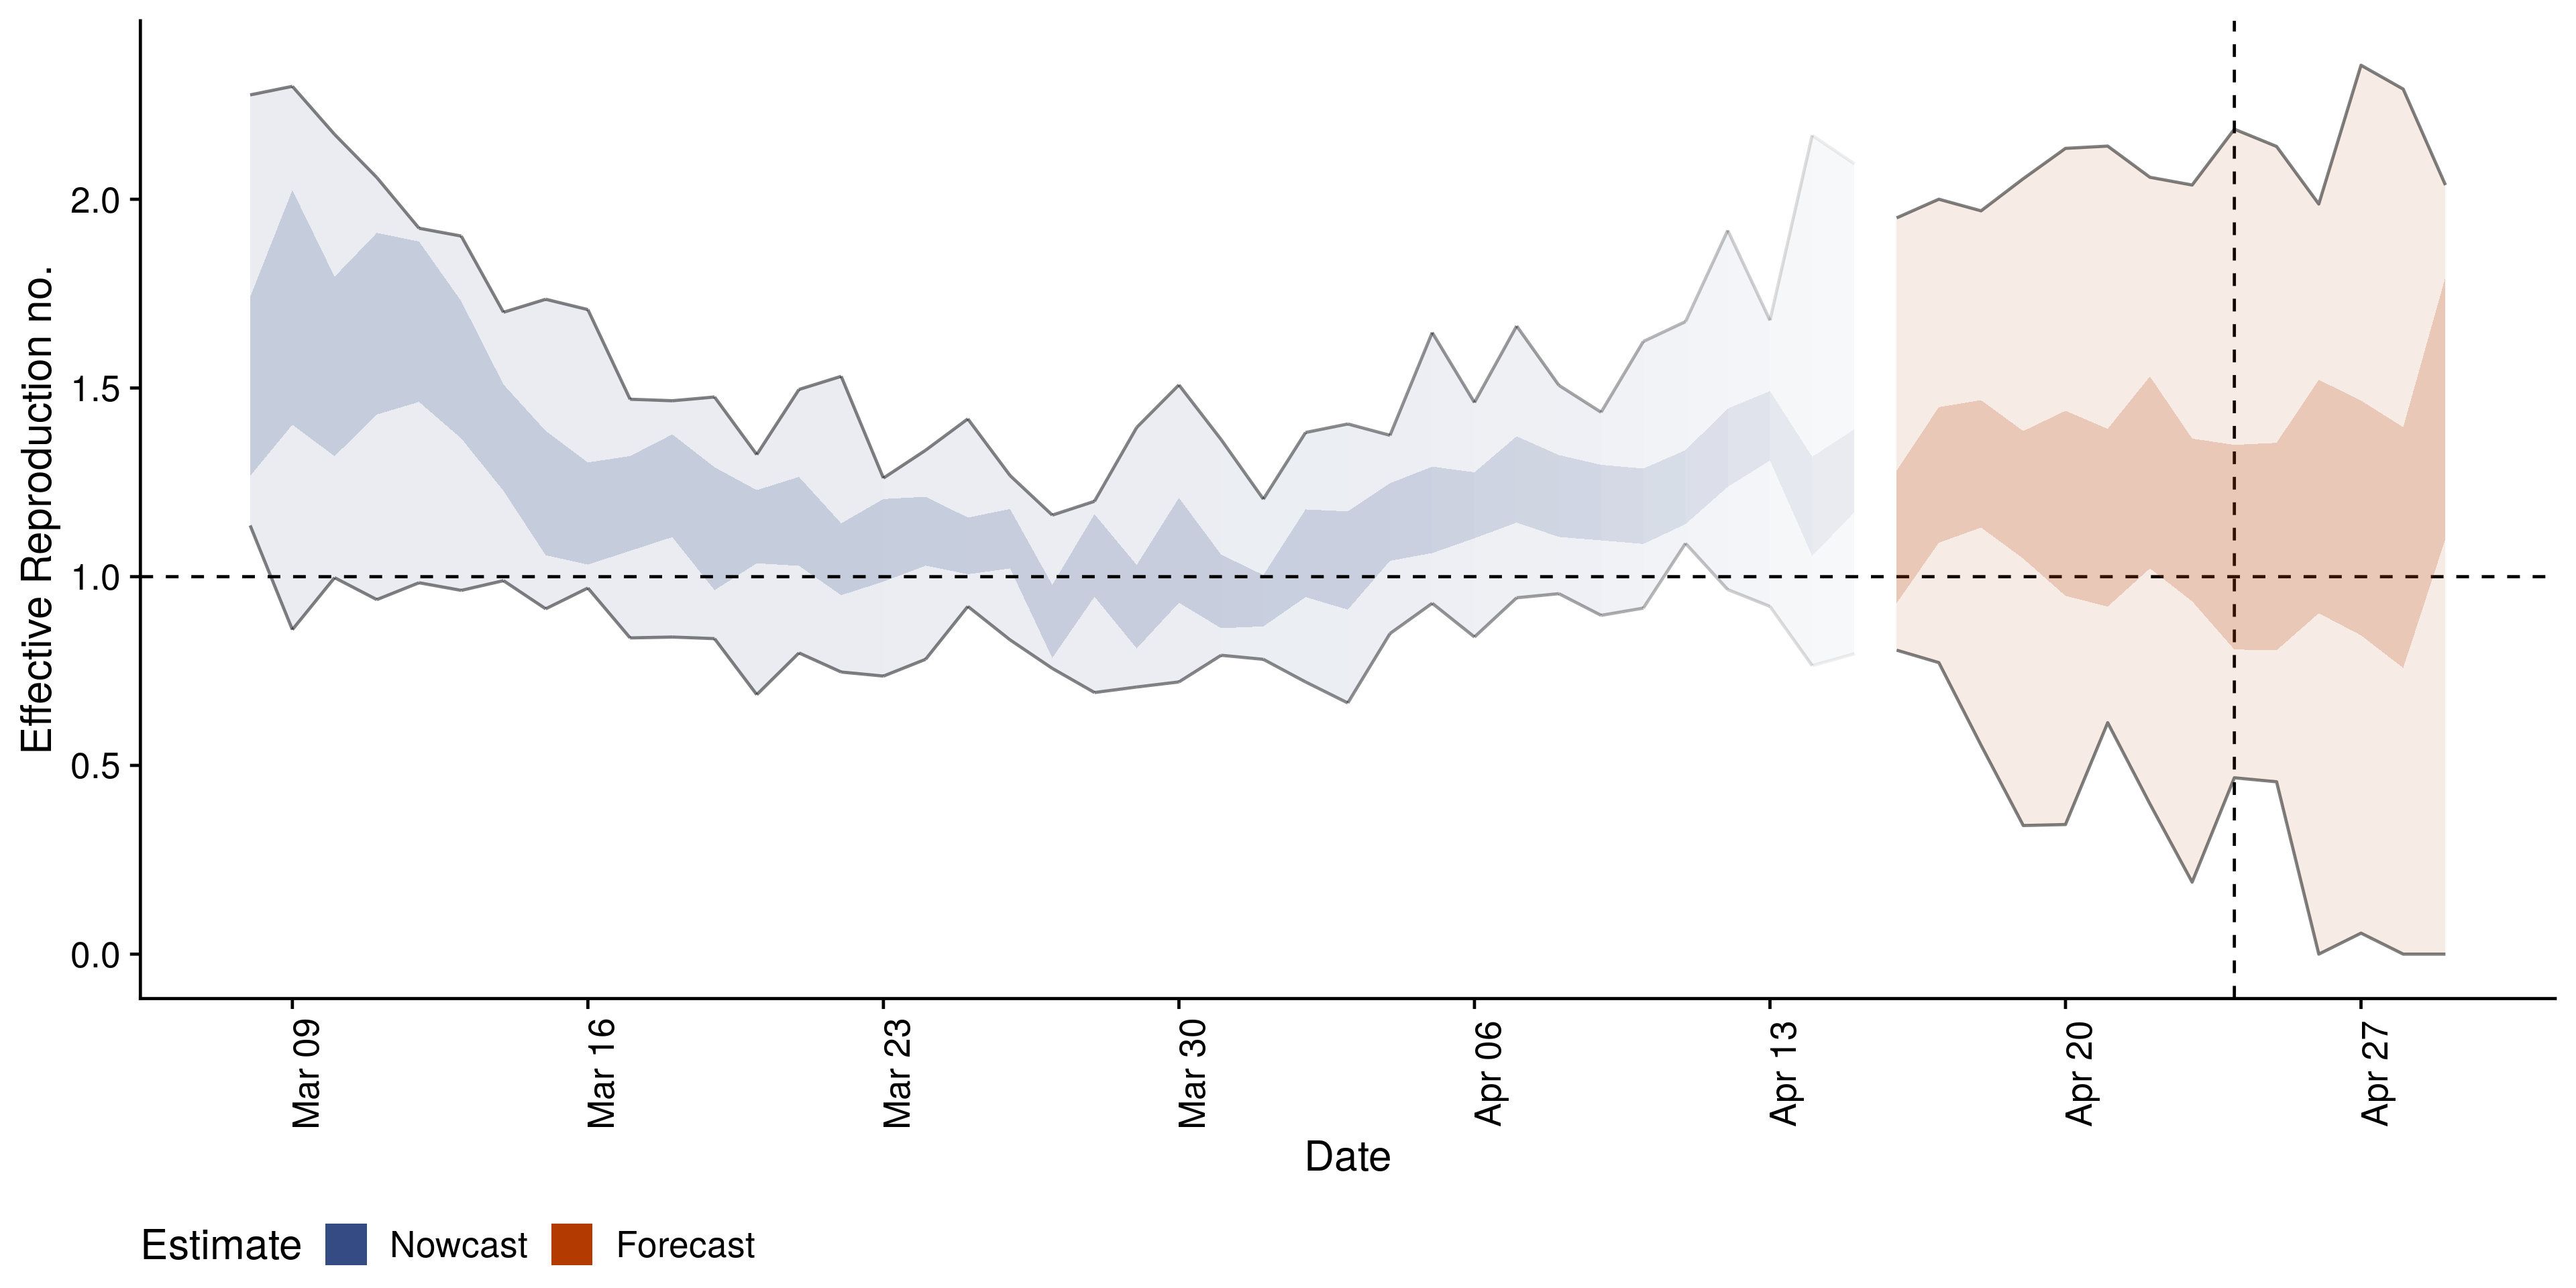 Effective Reproduction no.
2.0
1.5
1.0
0.5
0.0
Mar 09
Mar 16
Mar 23
Mar 30
Apr 06
Apr 13
Apr 20
Apr 27
Date
Estimate Nowcast Forecast